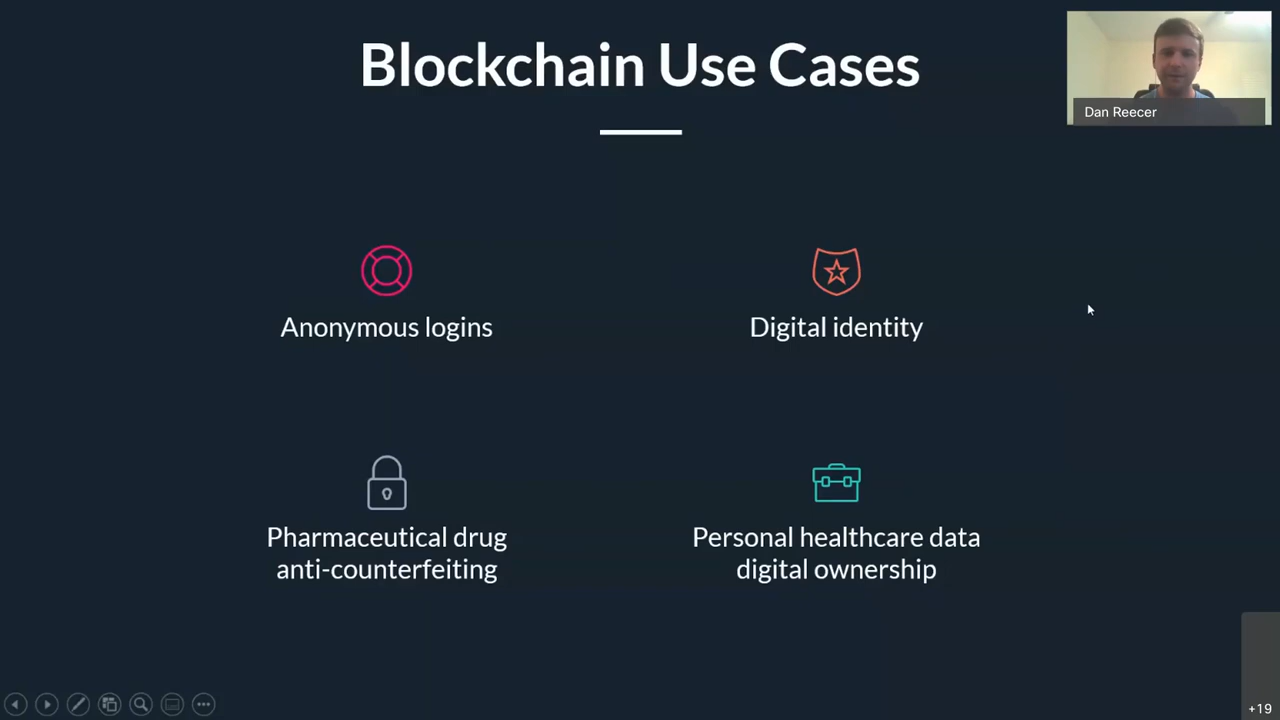 Blockchain Use Cases
Dan Reecer
Anonymous logins
Digital identity
Pharmaceutical drug
anti-counterfeiting
Personal healthcare data
digital ownership
+19